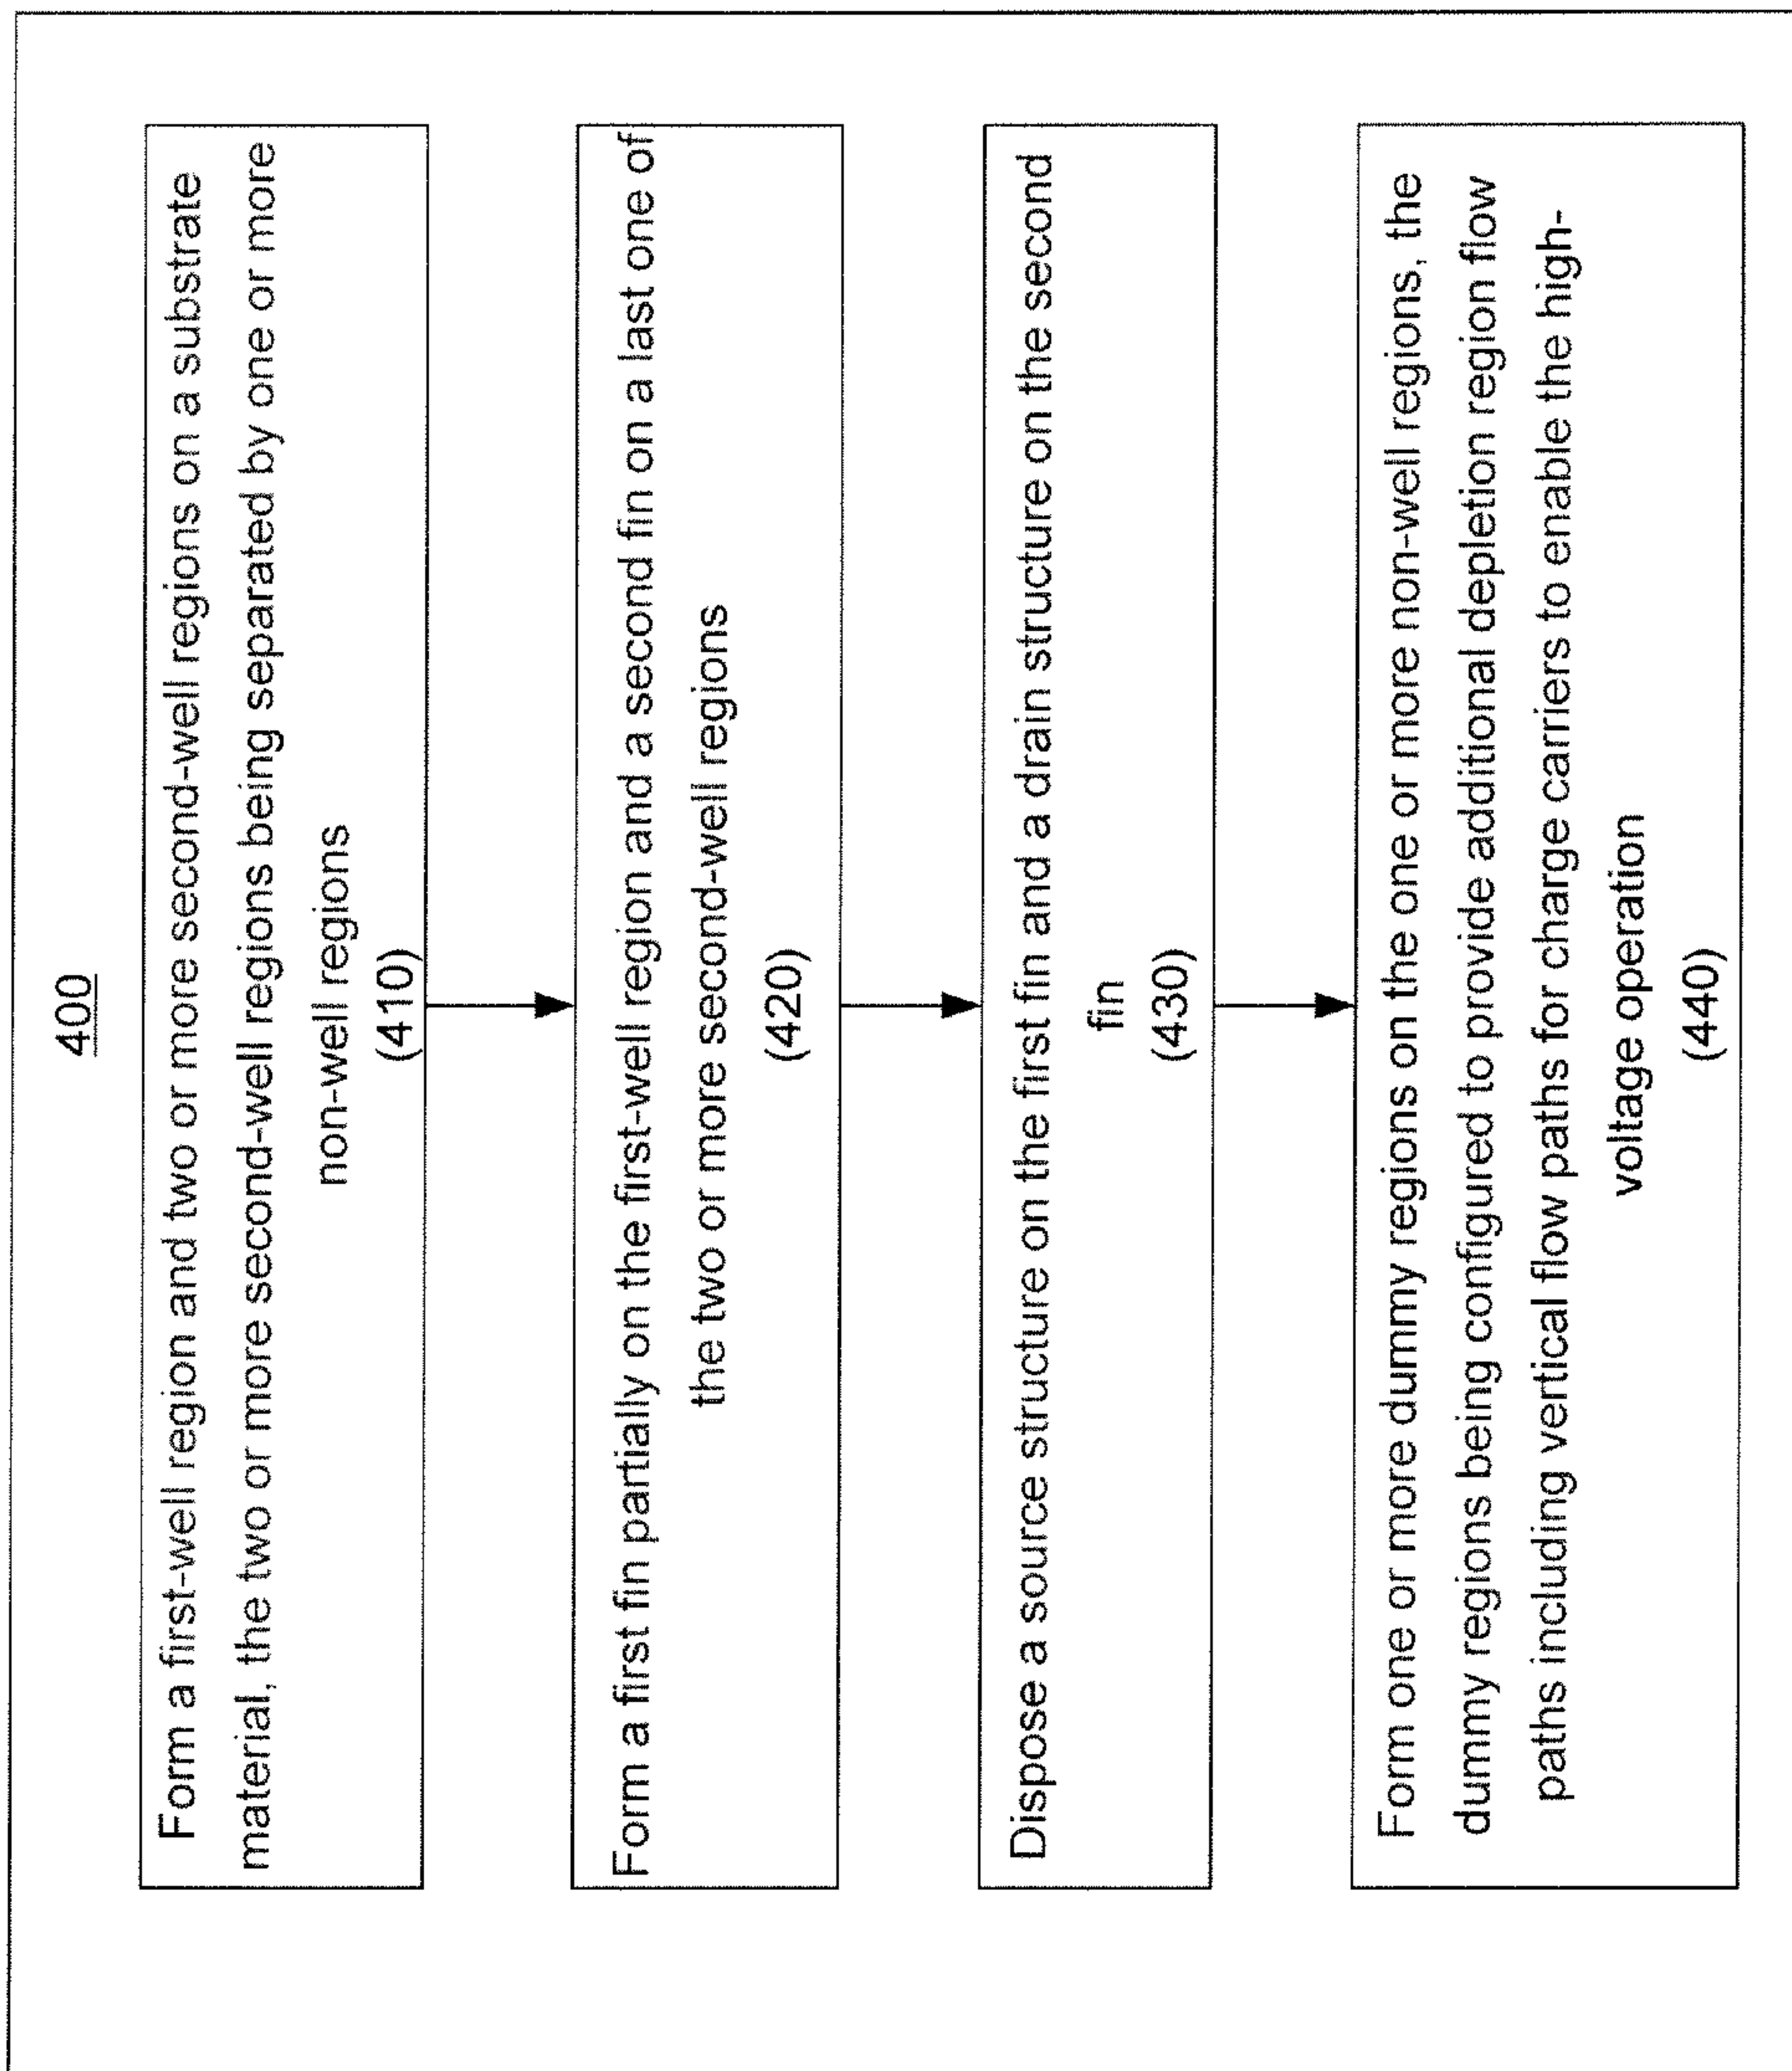 400
Form a first-well region and two or more second-well regions on a substrate
material, the two or more second-well regions being separated by one or more
non-well regions
(410)
Form a first fin partially on the first-well region and a second fin on a last one of
the two or more second-well regions
(420)
Dispose a source structure on the first fin and a drain structure on the second
fin
(430)
Form one or more dummy regions on the one or more non-well regions, the
dummy regions being configured to provide additional depletion region flow
paths including vertical flow paths for charge carriers to enable the high-
voltage operation
(440)